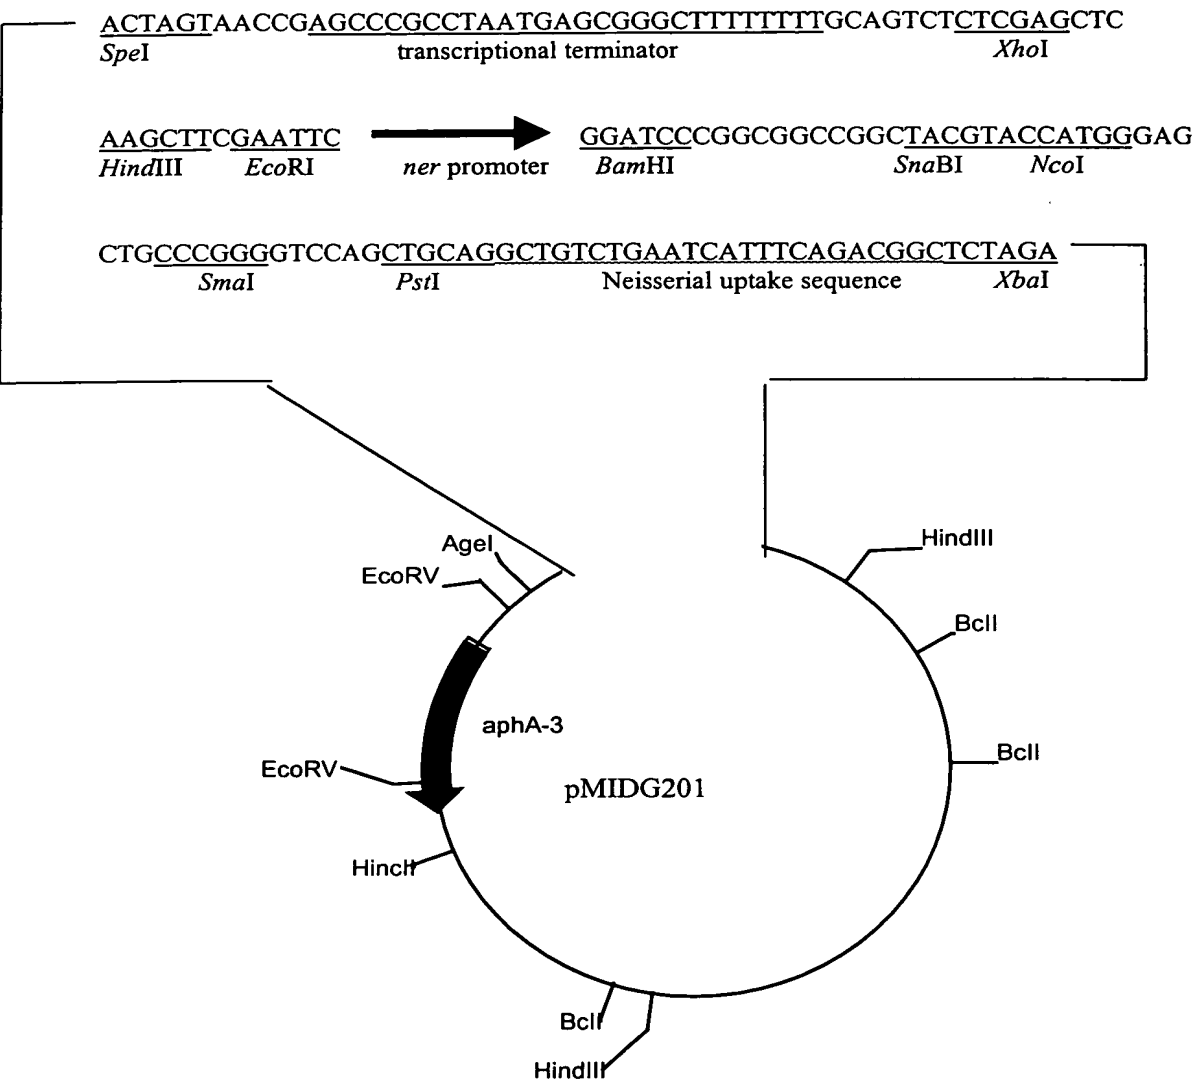 ACTAGTAACCGAGCCCGCCTAATGAGCGGGCTTTTTTTTTGCAGTCTCTCGAGCTC
SpeI transcriptional terminator XhoI
AAGCTTCGAATTC GGATCCCGGCGGCCGGCTACGTACCATGGGAG
HindIII EcoRI ner promoter BamHI SnaBI NcoI
CTGCCCGGGGTCCAGCTGCAGGCTGTCTGAATCATTTCAGACGGCTCTAGA
SmaI PstI Neisserial uptake sequence XbaI
AgeI
HindIII
EcoRV
BclI
aphA-3
BclI
EcoRV
pMIDG201
HincII
BclI
HindIII